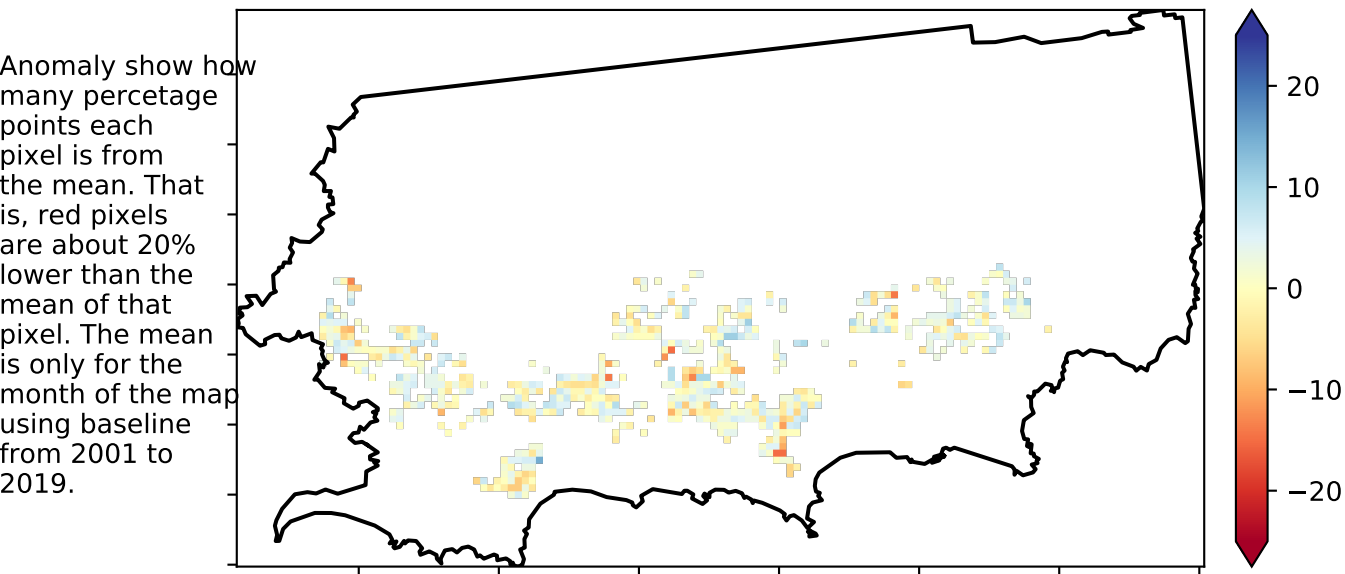 Anomaly show how
many percetage
points each
pixel is from
the mean. That
is, red pixels
are about 20%
lower than the
mean of that
pixel. The mean
is only for the
month of the map
using baseline
from 2001 to
2019.
20
10
0
−10
−20